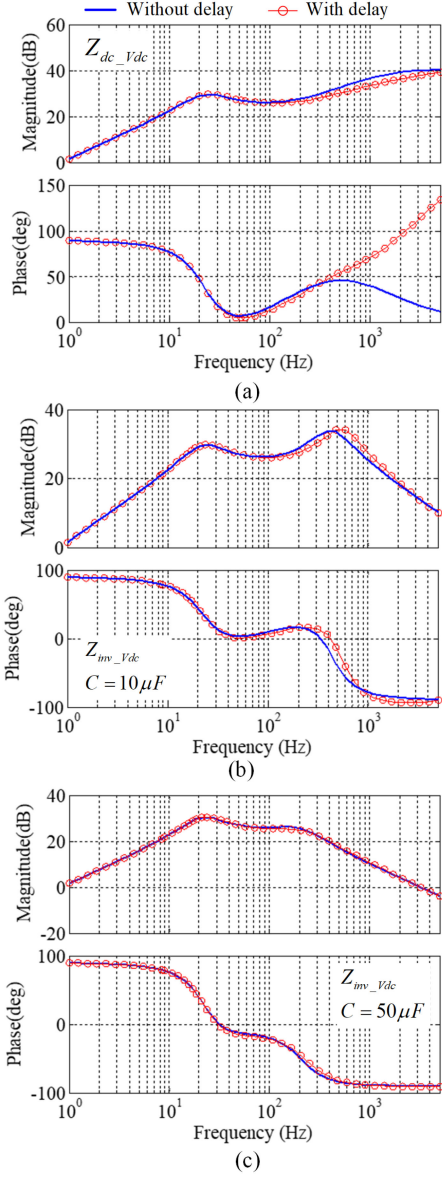 Without delay With delay
60
40
20
0
Magnitude(dB)
Z_dc_Vdc
150
100
50
0
Phase(deg)
10^0 10^1 10^2 10^3
Frequency (Hz)
(a)
40
20
0
Magnitude(dB)
100
0
-100
Phase(deg)
Z_inv_Vdc
C = 10μF
10^0 10^1 10^2 10^3
Frequency (Hz)
(b)
40
20
0
-20
Magnitude(dB)
100
0
-100
Phase(deg)
Z_inv_Vdc
C = 50μF
10^0 10^1 10^2 10^3
Frequency (Hz)
(c)